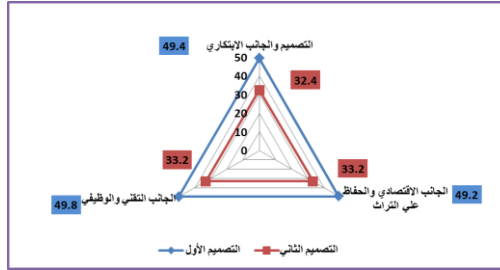 التصميم والجانب الابتكاري
49.4
32.4
50
40
30
20
10
0
33.2
33.2
49.8
الجانب التقني والوظيفي
الجانب الاقتصادي والحفاظ
علي التراث
49.2
التصميم الأول
التصميم الثاني